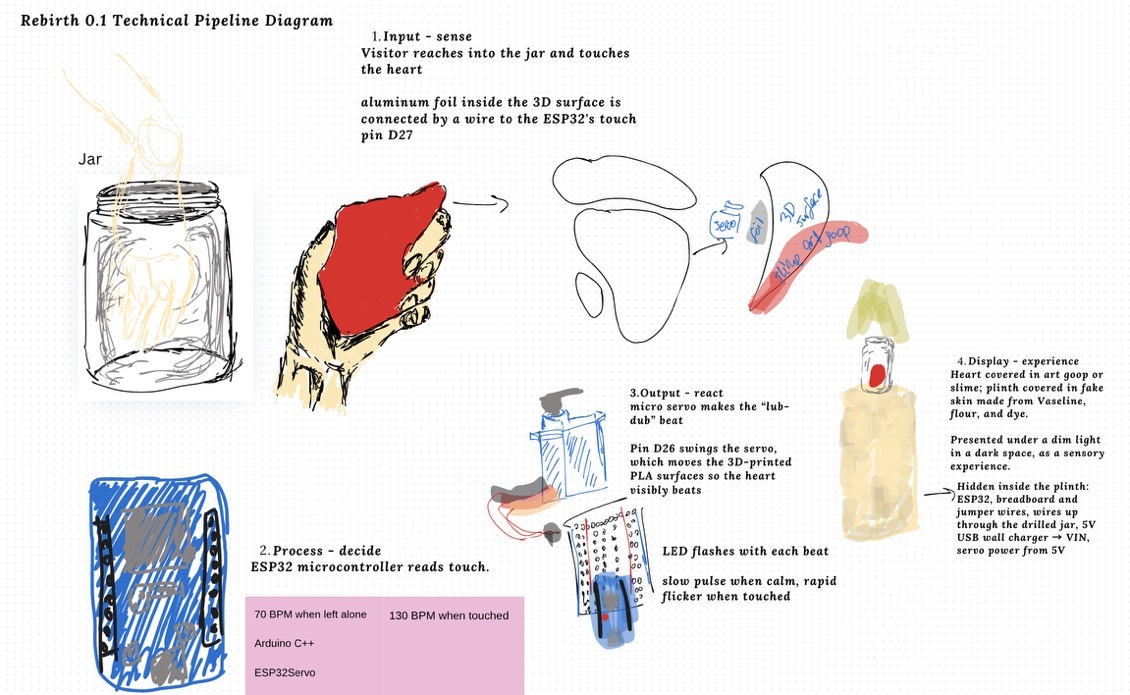 Rebirth 0.1 Technical Pipeline Diagram
1. Input - sense
Visitor reaches into the jar and touches
the heart
aluminum foil inside the 3D surface is
connected by a wire to the ESP32's touch
pin D27
Jar
servo
foil
3D
surface
slime art goop
4. Display - experience
Heart covered in art goop or
slime; plinth covered in fake
skin made from Vaseline,
flour, and dye.
Presented under a dim light
in a dark space, as a sensory
experience.
Hidden inside the plinth:
ESP32, breadboard and
jumper wires, wires up
through the drilled jar, 5V
USB wall charger → VIN,
servo power from 5V
3.Output - react
micro servo makes the “lub-
dub” beat
Pin D26 swings the servo,
which moves the 3D-printed
PLA surfaces so the heart
visibly beats
LED flashes with each beat
slow pulse when calm, rapid
flicker when touched
2. Process - decide
ESP32 microcontroller reads touch.
70 BPM when left alone
130 BPM when touched
Arduino C++
ESP32Servo